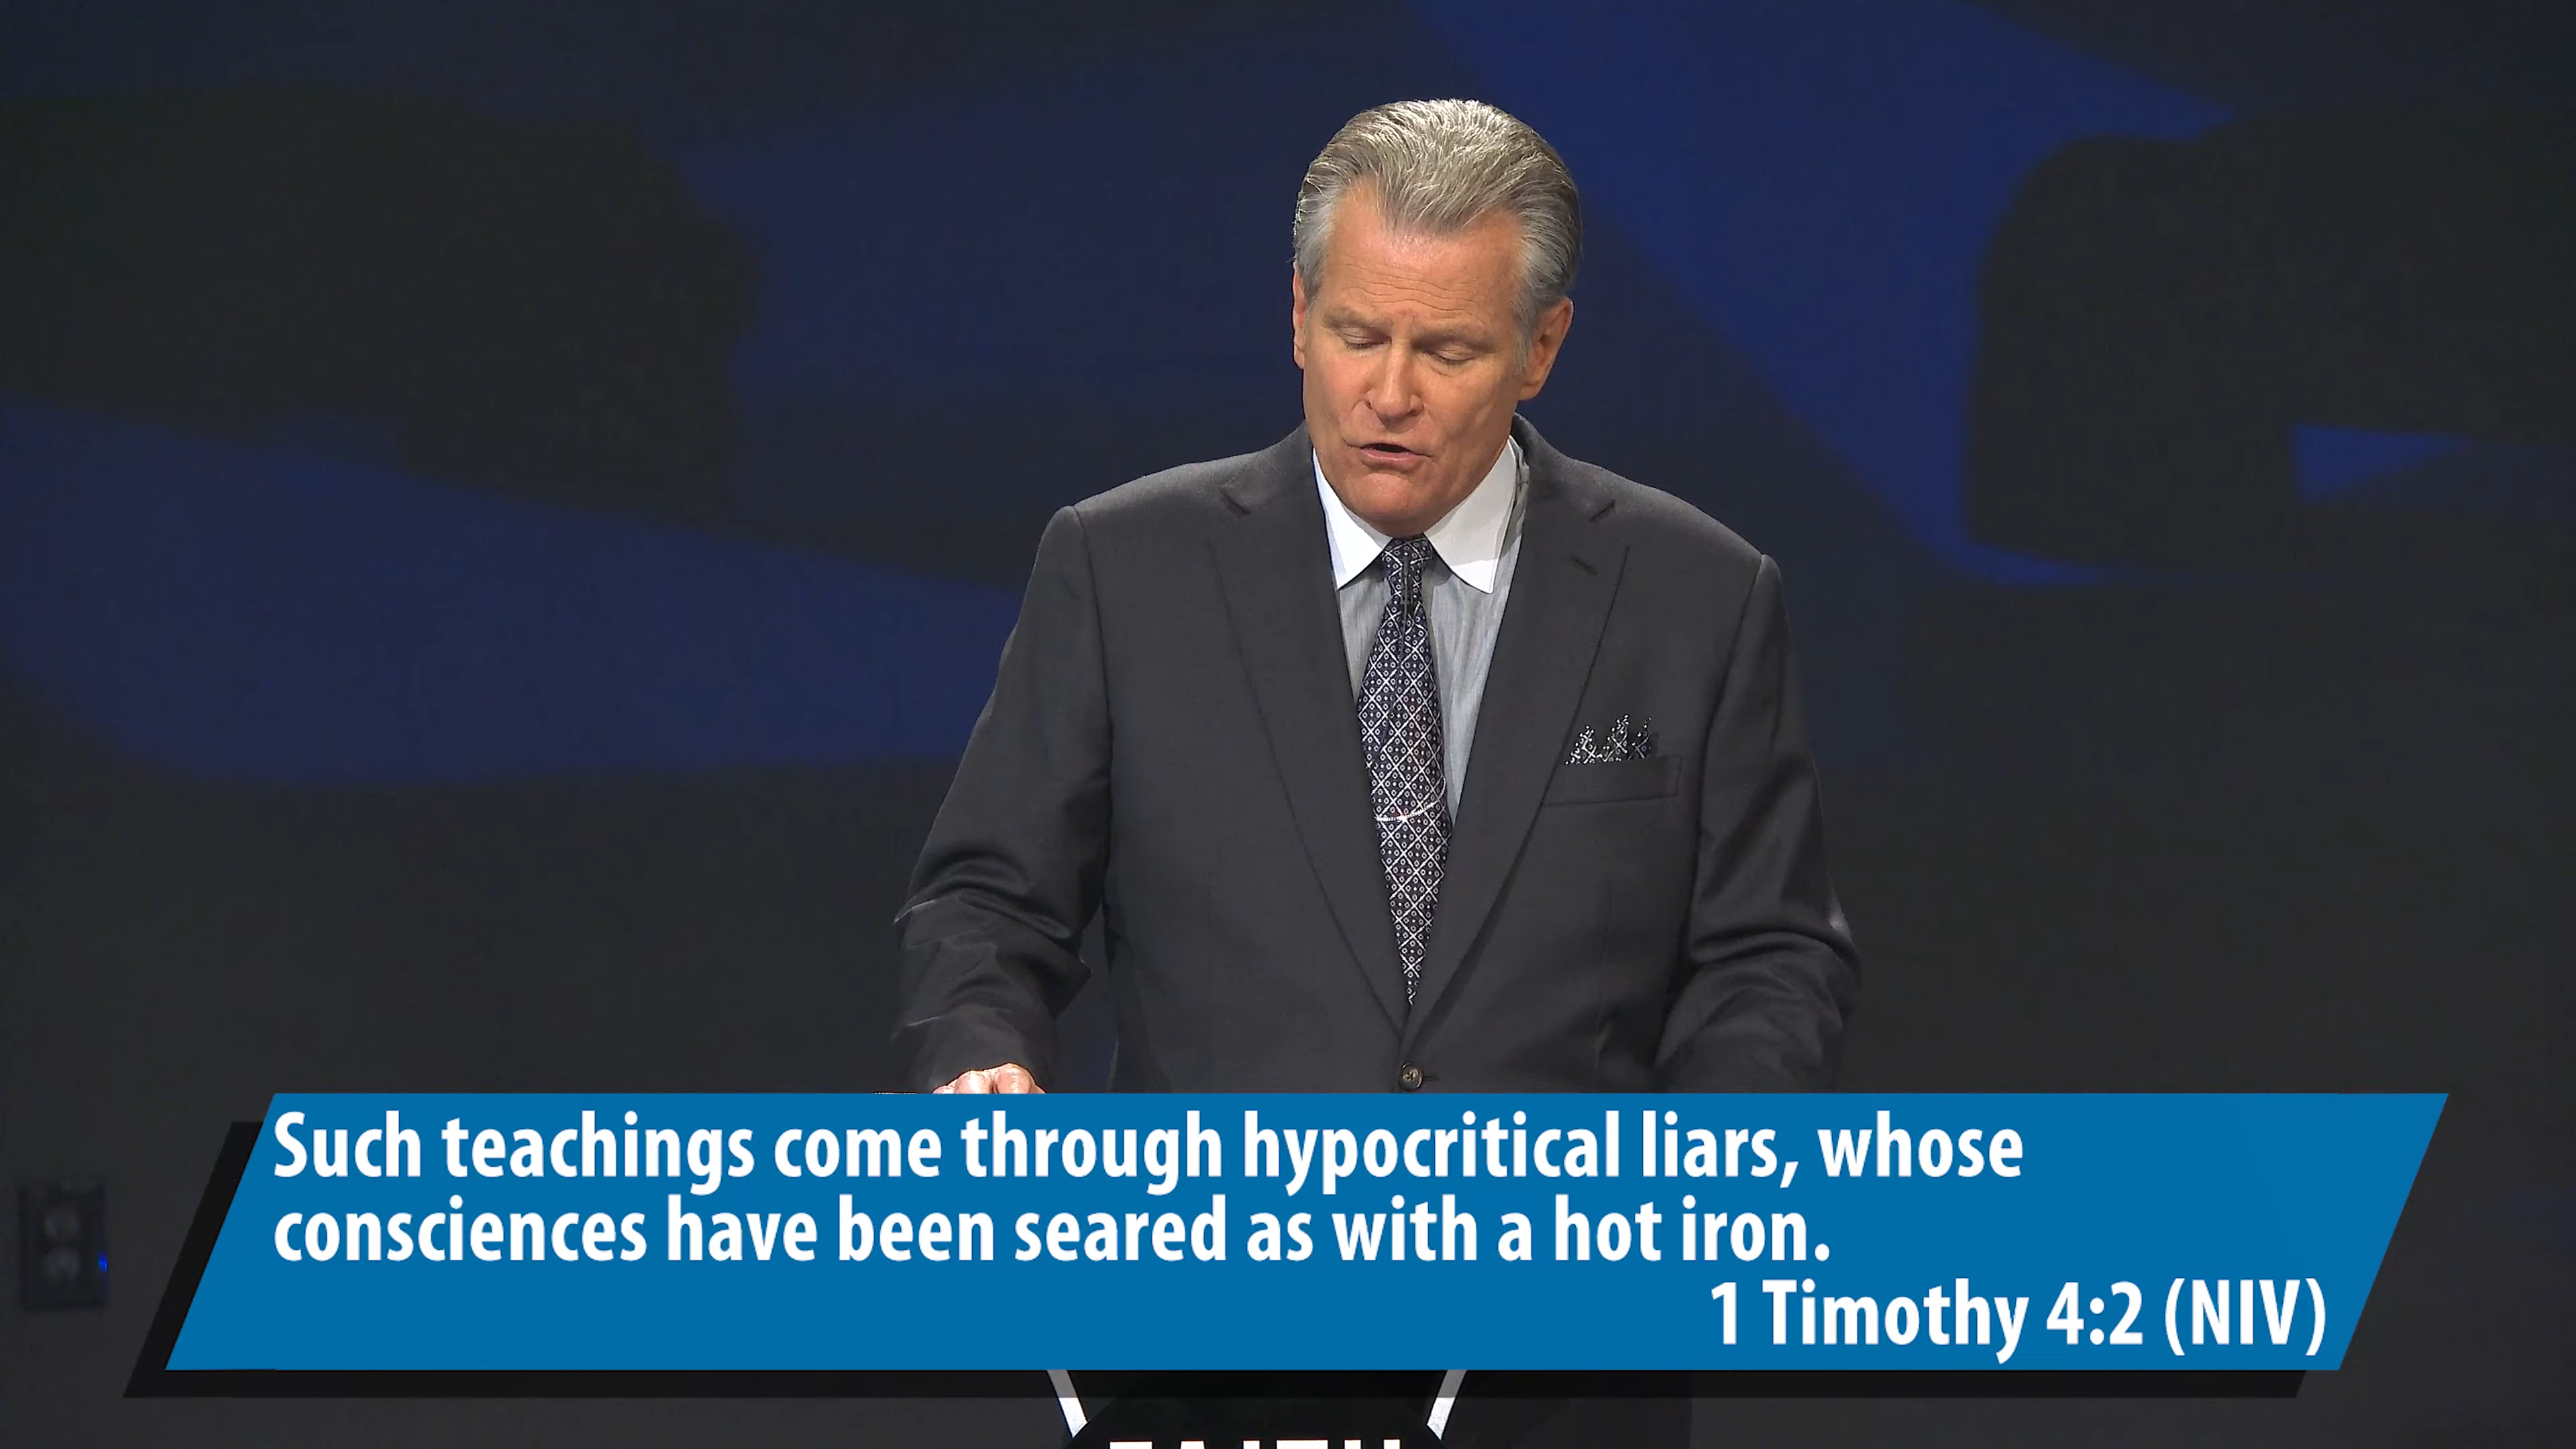 Such teachings come through hypocritical liars, whose
consciences have been seared as with a hot iron.
1 Timothy 4:2 (NIV)
FAITH